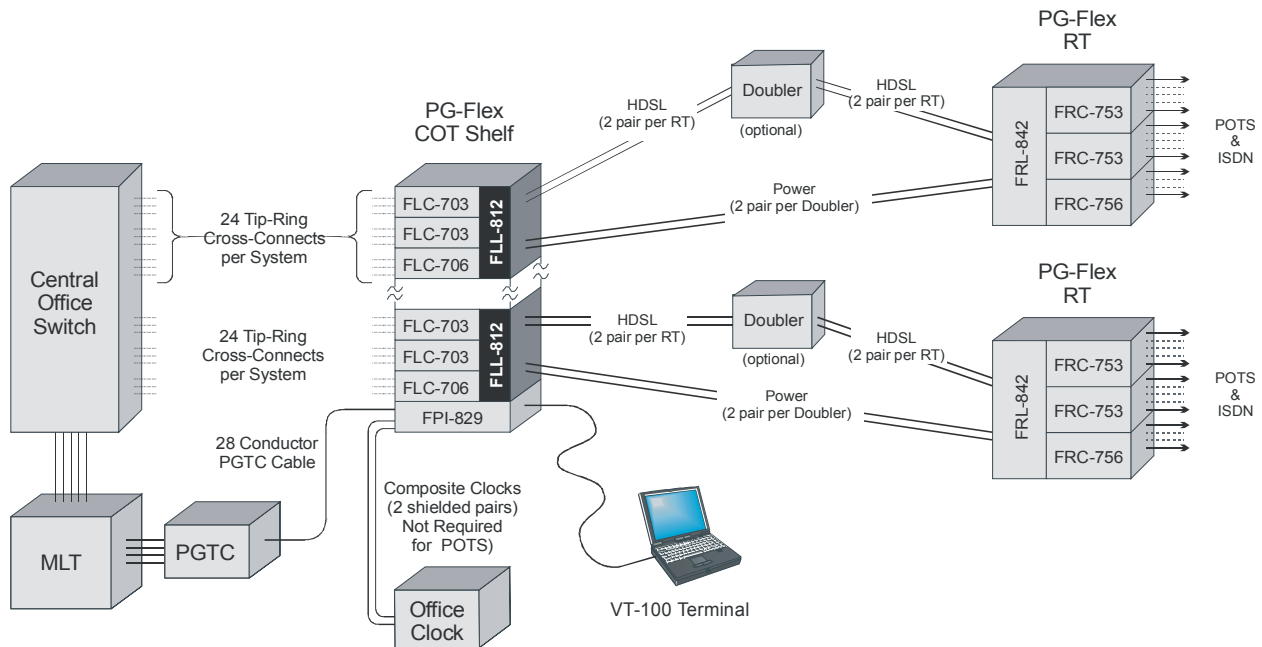 PG-Flex
RT
HDSL
(2 pair per RT)
Doubler
(optional)
HDSL
(2 pair per RT)
FRL-842
FRC-753
FRC-753
FRC-756
POTS
&
ISDN
PG-Flex
COT Shelf
Power
(2 pair per Doubler)
24 Tip-Ring
Cross-Connects
per System
FLC-703
FLC-703
FLC-706
FLL-812
Central
Office
Switch
PG-Flex
RT
24 Tip-Ring
Cross-Connects
per System
FLC-703
FLC-703
FLC-706
FLL-812
FPI-829
HDSL
(2 pair per RT)
Doubler
(optional)
HDSL
(2 pair per RT)
Power
(2 pair per Doubler)
FRL-842
FRC-753
FRC-753
FRC-756
POTS
&
ISDN
28 Conductor
PGTC Cable
MLT
PGTC
Composite Clocks
(2 shielded pairs)
Not Required
for POTS)
Office
Clock
VT-100 Terminal